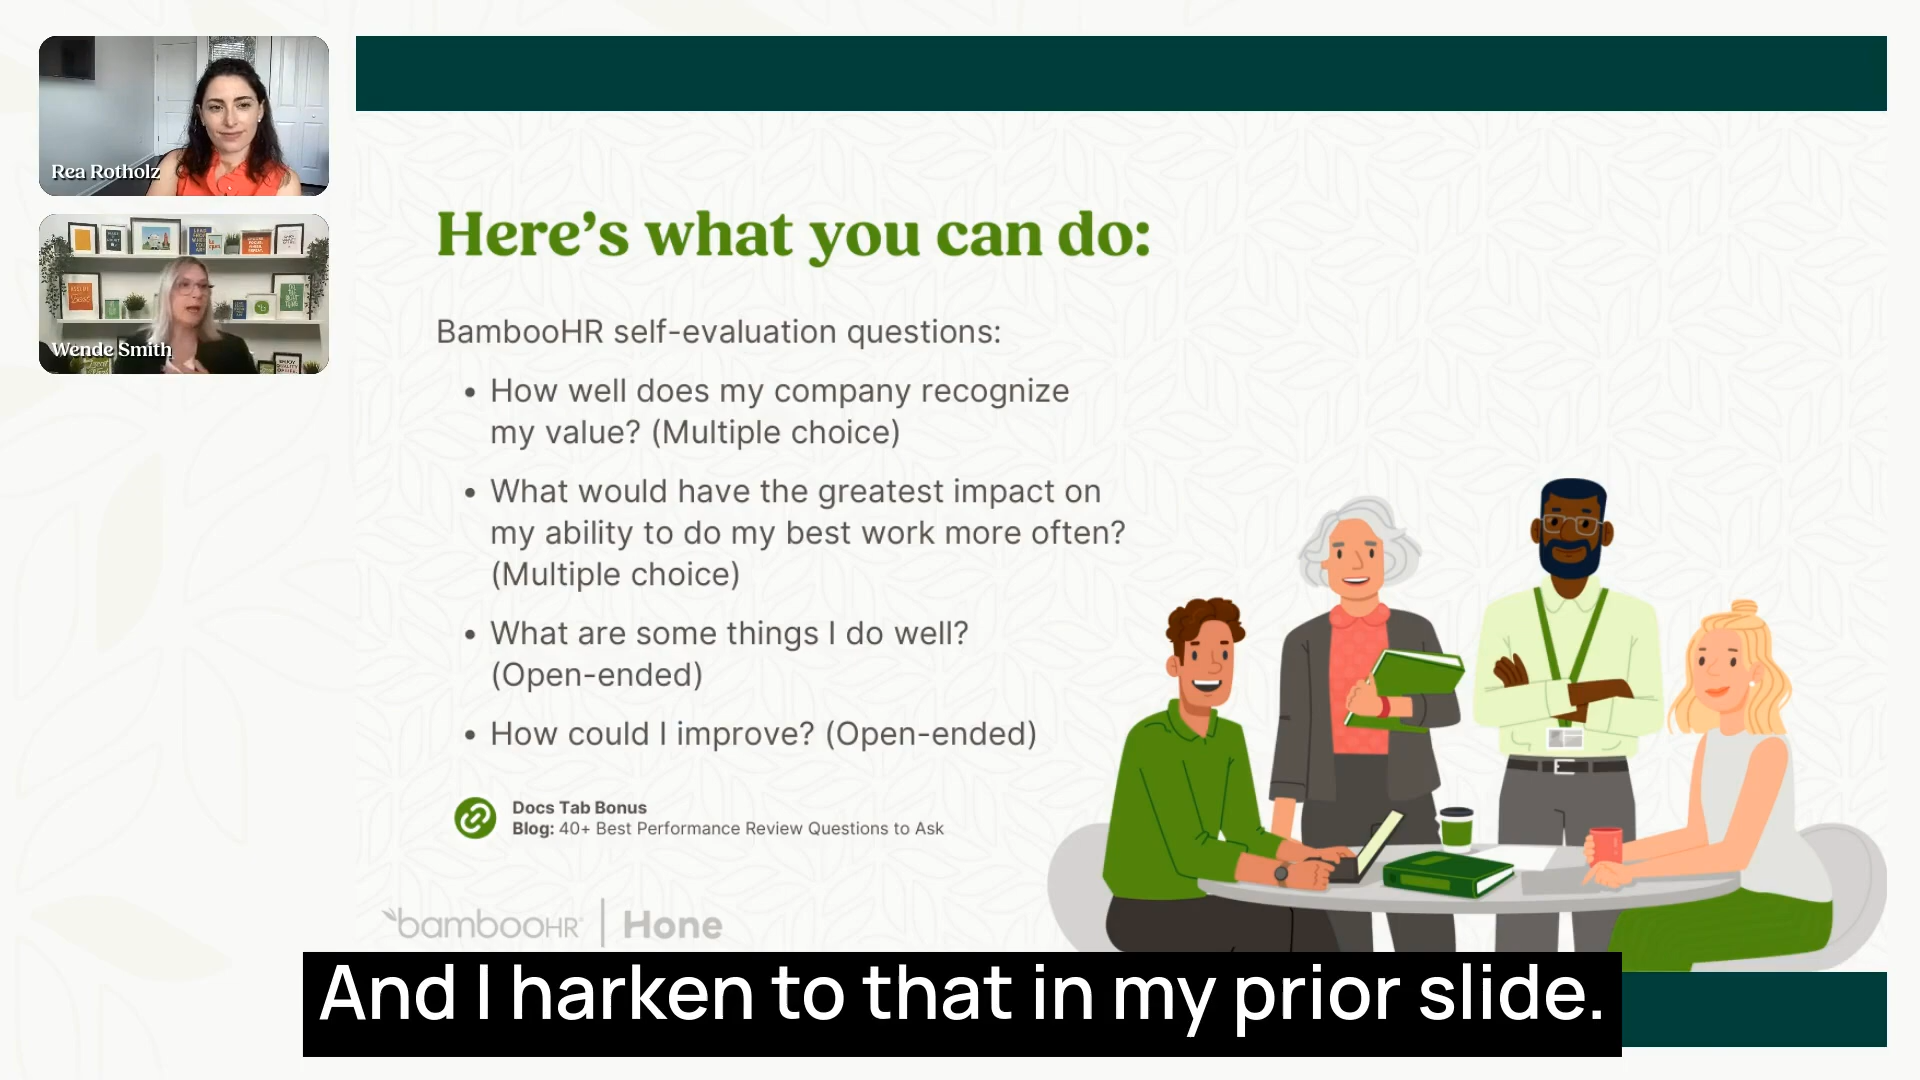 Rea Rotholz
Wende Smith
Here's what you can do:
BambooHR self-evaluation questions:
• How well does my company recognize
my value? (Multiple choice)
• What would have the greatest impact on
my ability to do my best work more often?
(Multiple choice)
• What are some things I do well?
(Open-ended)
• How could I improve? (Open-ended)
Docs Tab Bonus
Blog: 40+ Best Performance Review Questions to Ask
bambooHR | Hone
And I harken to that in my prior slide.